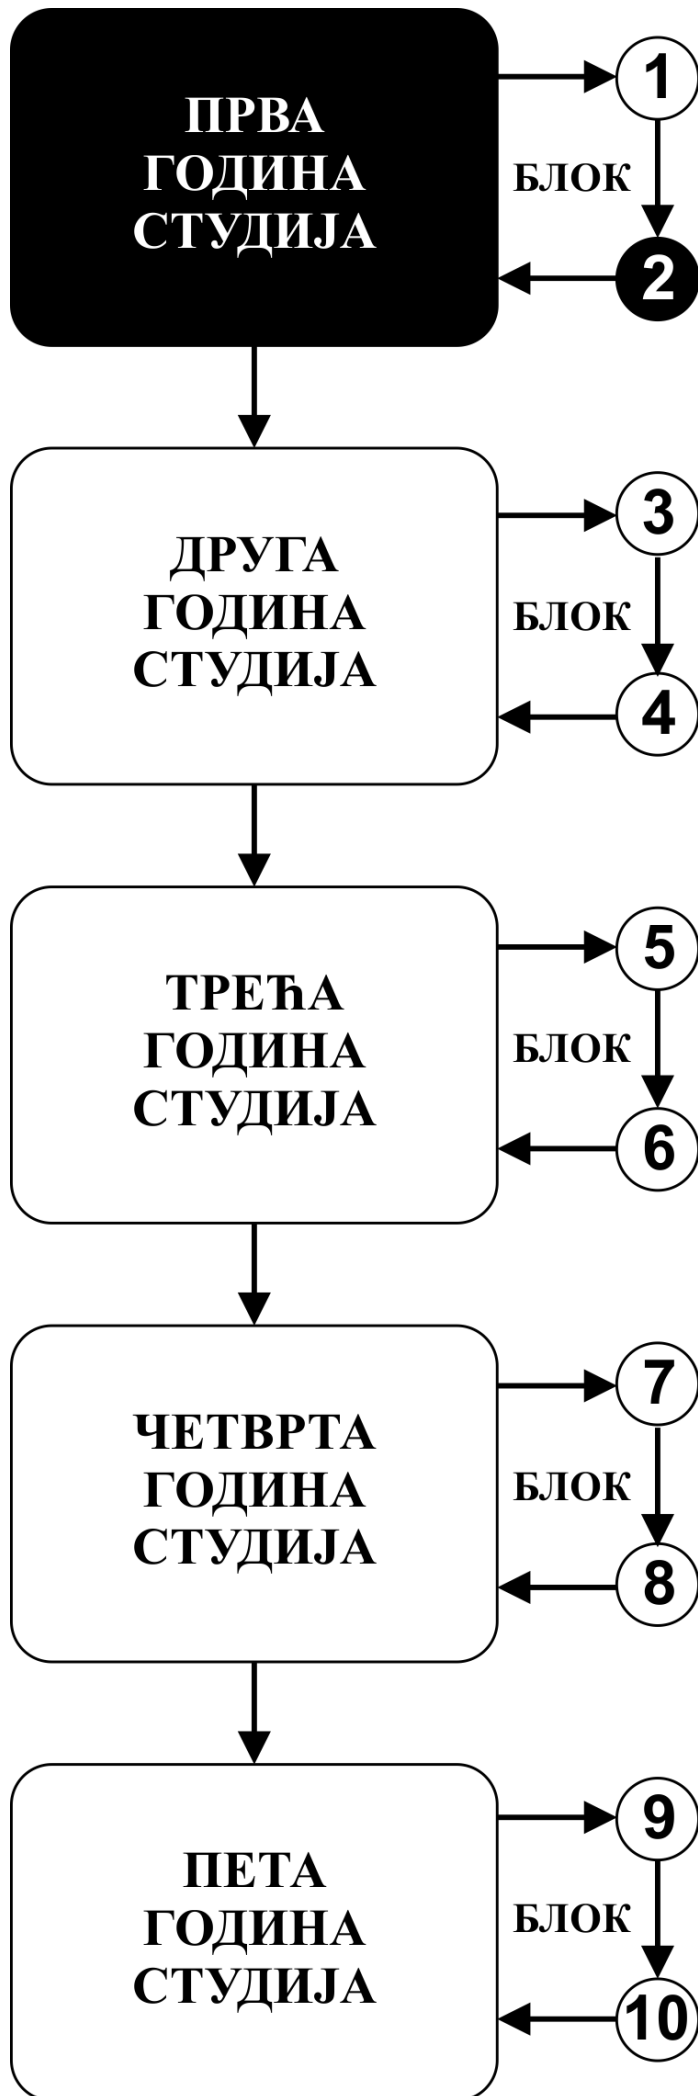 ПРВА
ГОДИНА
СТУДИЈА
1
БЛОК
2
ДРУГА
ГОДИНА
СТУДИЈА
3
БЛОК
4
ТРЕЋА
ГОДИНА
СТУДИЈА
5
БЛОК
6
ЧЕТВРТА
ГОДИНА
СТУДИЈА
7
БЛОК
8
ПЕТА
ГОДИНА
СТУДИЈА
9
БЛОК
10